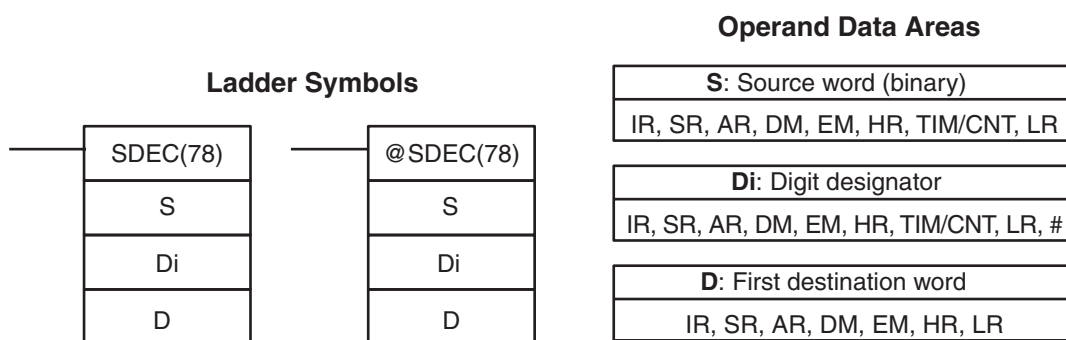 Ladder Symbols
SDEC(78)
S
Di
D
@SDEC(78)
S
Di
D
Operand Data Areas
S: Source word (binary)
IR, SR, AR, DM, EM, HR, TIM/CNT, LR
Di: Digit designator
IR, SR, AR, DM, EM, HR, TIM/CNT, LR, #
D: First destination word
IR, SR, AR, DM, EM, HR, LR